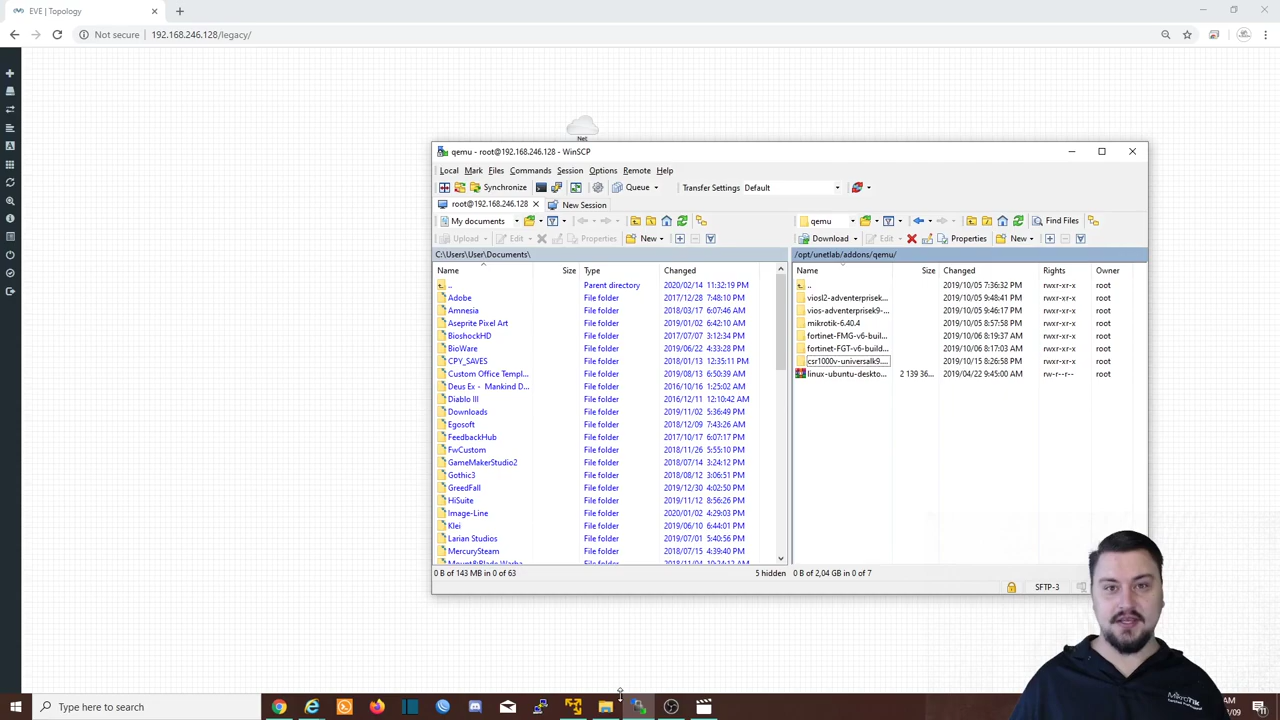 EVE | Topology
Not secure | 192.168.246.128/legacy/
Net
qemu - root@192.168.246.128 - WinSCP
Local Mark Files Commands Session Options Remote Help
Synchronize Queue Transfer Settings Default
root@192.168.246.128 New Session
My documents qemu Find Files
Upload Edit Properties New Download Edit Properties New
C:\Users\User\Documents\ /opt/unetlab/addons/qemu/
Name Size Type Changed Name Size Changed Rights Owner
.. Parent directory 2020/02/14 11:32:19 PM .. 2019/10/05 7:36:32 PM rwxr-xr-x root
Adobe File folder 2017/12/28 7:48:10 PM viosl2-adventerprisek... 2019/10/05 9:48:41 PM rwxr-xr-x root
Amnesia File folder 2018/03/17 6:07:46 AM vios-adventerprisek9-... 2019/10/05 9:46:17 PM rwxr-xr-x root
Aseprite Pixel Art File folder 2019/01/02 6:42:10 AM mikrotik-6.40.4 2019/10/05 8:57:58 PM rwxr-xr-x root
BioshockHD File folder 2017/07/07 3:12:34 PM fortinet-FMG-v6-buil... 2019/10/06 8:19:37 AM rwxr-xr-x root
BioWare File folder 2019/06/22 4:33:28 PM fortinet-FGT-v6-build... 2019/10/06 8:17:03 AM rwxr-xr-x root
CPY_SAVES File folder 2018/01/13 12:35:11 PM csr1000v-universalk9.... 2019/10/15 8:26:58 PM rwxr-xr-x root
Custom Office Templ... File folder 2019/08/13 6:50:39 AM linux-ubuntu-deskto... 2 139 36... 2019/04/22 9:45:00 AM rw-r--r-- root
Deus Ex - Mankind D... File folder 2016/10/16 1:25:02 AM
Diablo III File folder 2016/12/11 12:10:42 AM
Downloads File folder 2019/11/02 5:36:49 PM
Egosoft File folder 2018/12/09 7:43:26 AM
FeedbackHub File folder 2017/10/17 6:07:17 PM
FwCustom File folder 2018/11/26 5:55:10 PM
GameMakerStudio2 File folder 2018/07/14 3:24:12 PM
Gothic3 File folder 2018/08/12 3:06:51 PM
GreedFall File folder 2019/12/30 4:02:50 PM
HiSuite File folder 2019/11/12 8:56:26 PM
Image-Line File folder 2020/01/02 4:29:03 PM
Klei File folder 2019/06/10 6:44:01 PM
Larian Studios File folder 2019/07/01 5:40:56 PM
MercurySteam File folder 2018/07/15 4:39:40 PM
0 B of 143 MB in 0 of 63 5 hidden 0 B of 2,04 GB in 0 of 7
SFTP-3
MikroTik
Type here to search